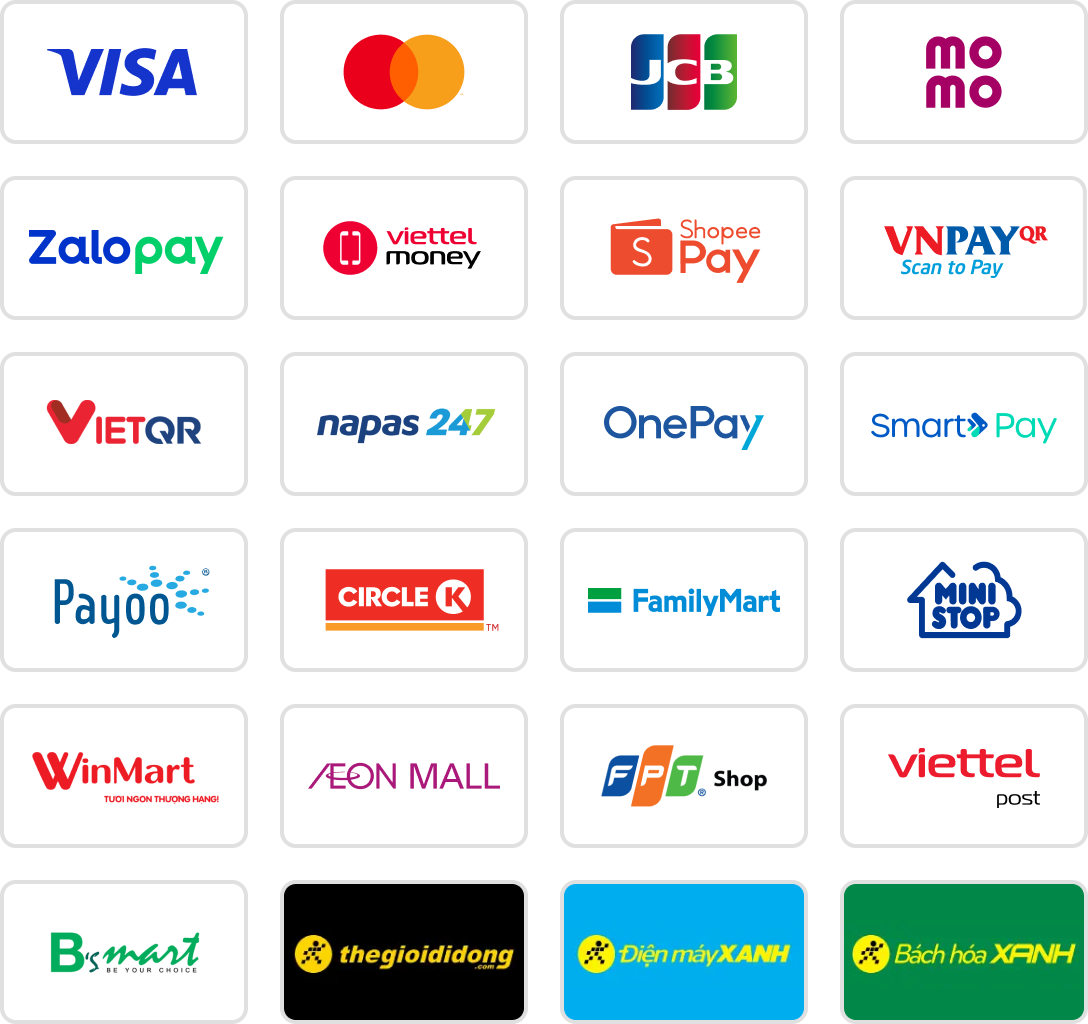 VISA
JCB
mo
mo
Zalopay
viettel
money
S
Shopee
Pay
VNPAYQR
Scan to Pay
VIETQR
napas 247
OnePay
Smart Pay
Payoo®
CIRCLE K
TM
FamilyMart
MINI
STOP
WinMart
TƯƠI NGON THƯỢNG HẠNG!
ÆON MALL
FPT® Shop
viettel
post
B's mart
BE YOUR CHOICE
thegioididong
.com
Điện máy XANH
Bách hóa XANH